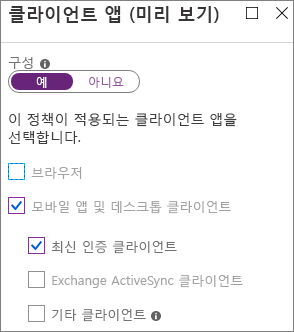 클라이언트 앱 (미리 보기)
구성
예 아니요
이 정책이 적용되는 클라이언트 앱을
선택합니다.
브라우저
모바일 앱 및 데스크톱 클라이언트
최신 인증 클라이언트
Exchange ActiveSync 클라이언트
기타 클라이언트